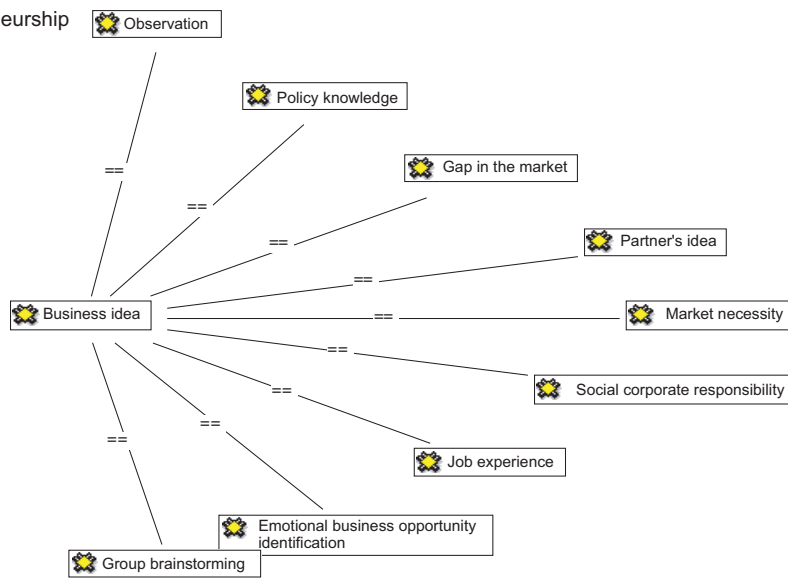 Observation
Policy knowledge
==
Gap in the market
==
==
Partner's idea
==
Business idea
==
Market necessity
==
Social corporate responsibility
==
==
Job experience
==
Emotional business opportunity
identification
Group brainstorming